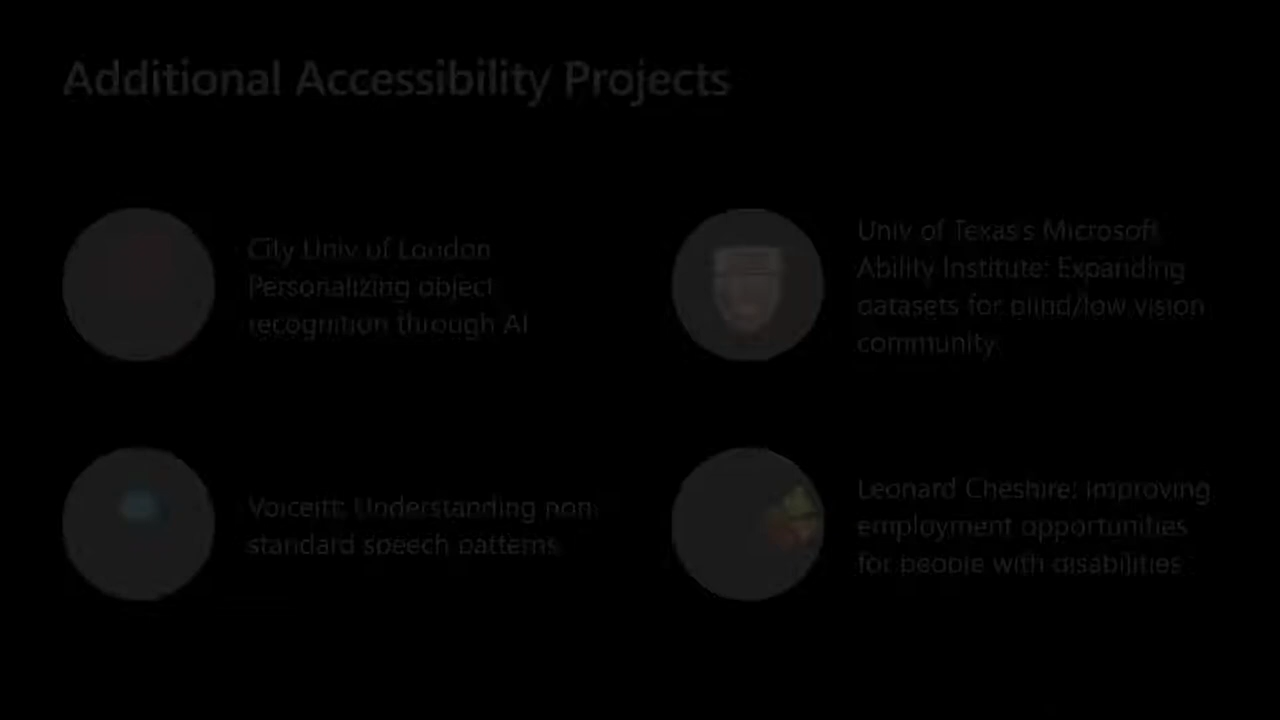 Additional Accessibility Projects
City Univ of London
Personalizing object
recognition through AI
Univ of Texas's Microsoft
Ability Institute: Expanding
datasets for blind/low vision
community
Voiceitt: Understanding non-
standard speech patterns
Leonard Cheshire: Improving
employment opportunities
for people with disabilities